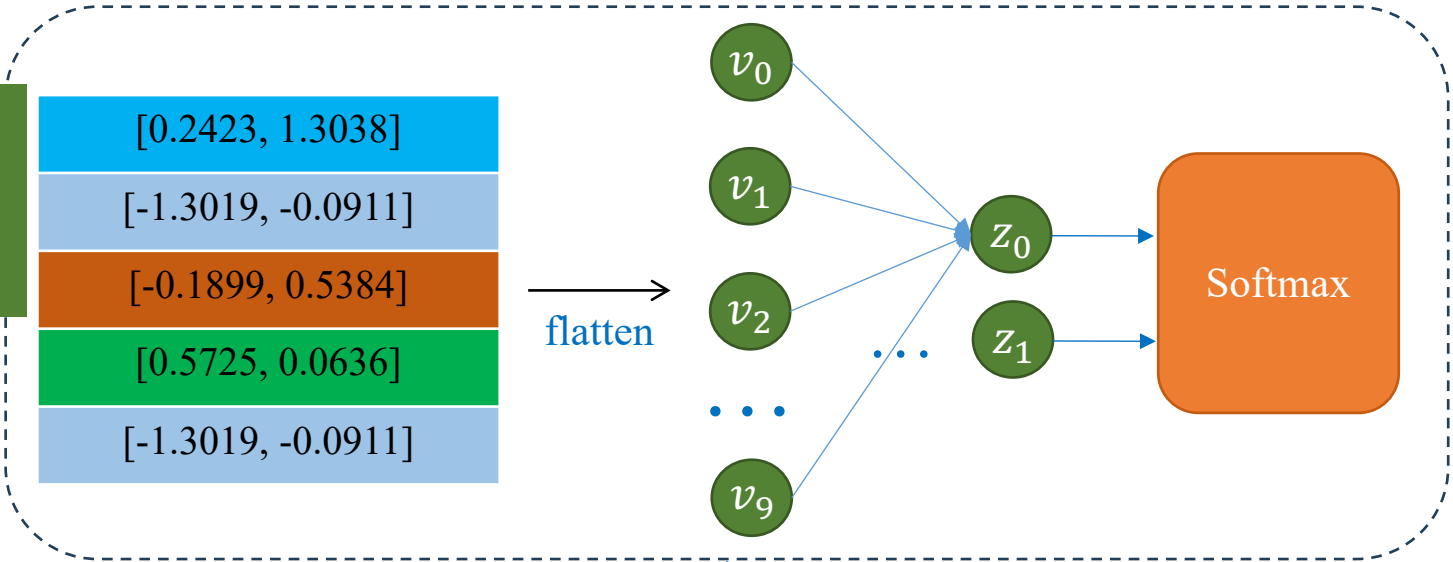 [0.2423, 1.3038]
[-1.3019, -0.0911]
[-0.1899, 0.5384]
[0.5725, 0.0636]
[-1.3019, -0.0911]
flatten
v₀
v₁
v₂
...
v₉
...
z₀
z₁
Softmax